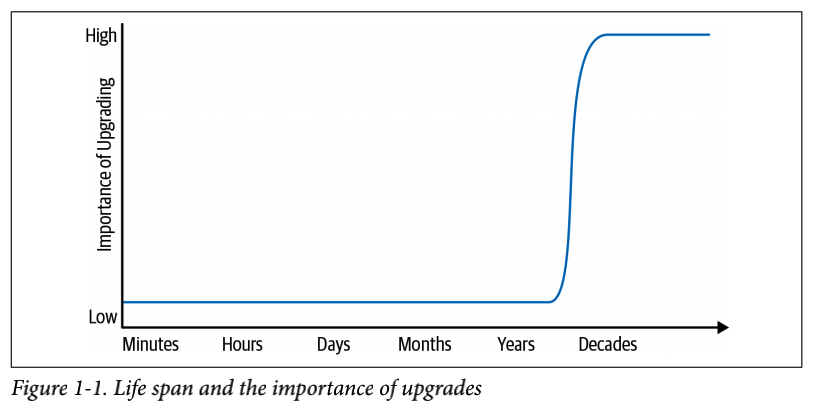 High
Importance of Upgrading
Low
Minutes Hours Days Months Years Decades
Figure 1-1. Life span and the importance of upgrades